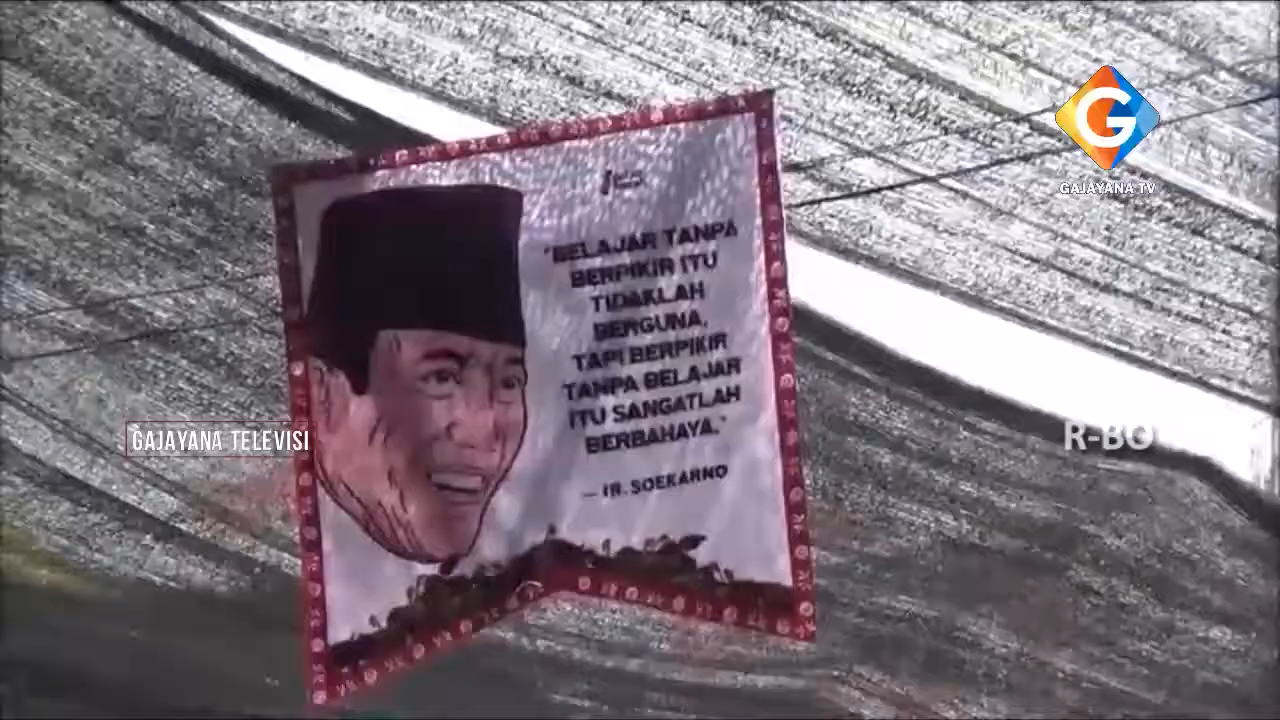 G
GAJAYANA TV
"BELAJAR TANPA
BERPIKIR ITU
TIDAKLAH
BERGUNA,
TAPI BERPIKIR
TANPA BELAJAR
ITU SANGATLAH
BERBAHAYA."
— IR. SOEKARNO
GAJAYANA TELEVISI
R-BO